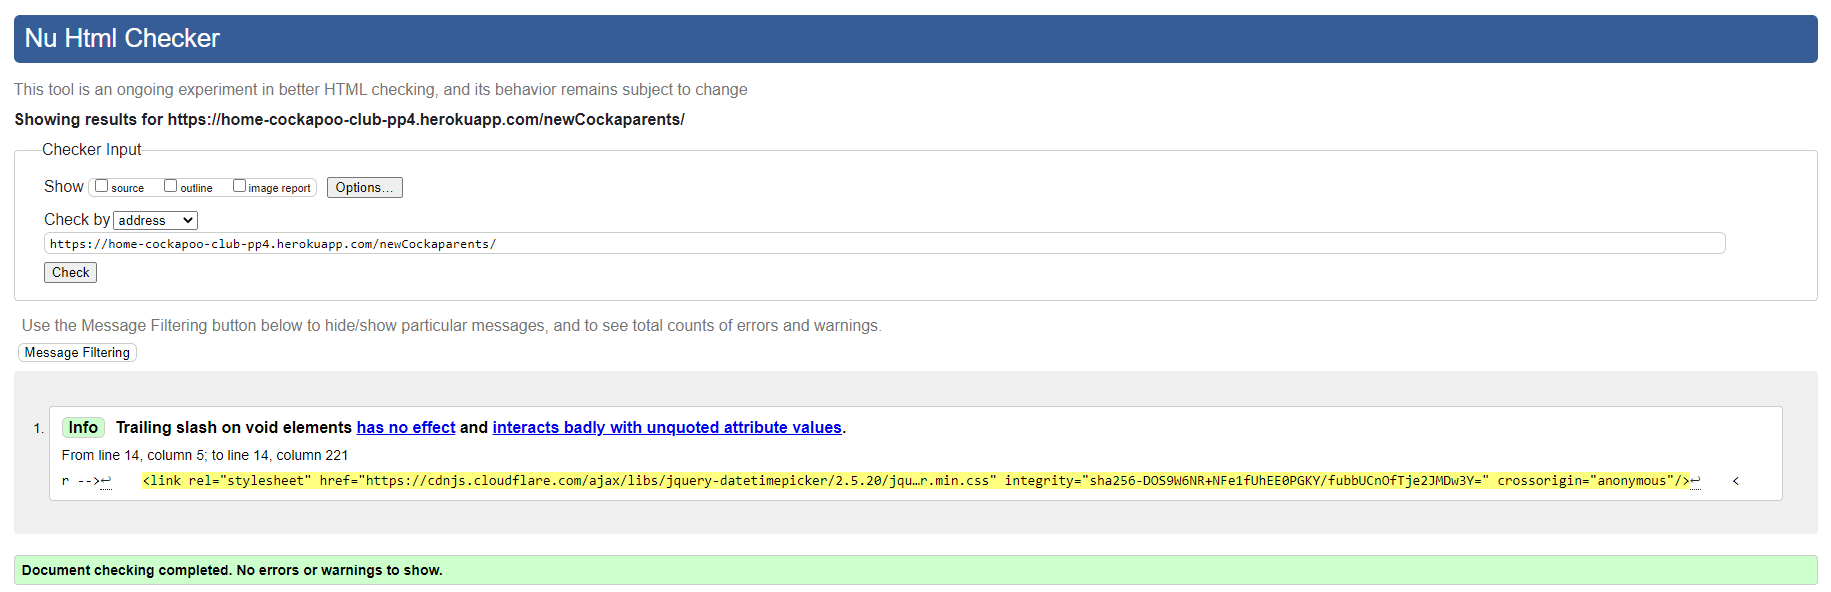 Nu Html Checker
This tool is an ongoing experiment in better HTML checking, and its behavior remains subject to change
Showing results for https://home-cockapoo-club-pp4.herokuapp.com/newCockaparents/
Checker Input
Show source outline image report Options...
Check by address
https://home-cockapoo-club-pp4.herokuapp.com/newCockaparents/
Check
Use the Message Filtering button below to hide/show particular messages, and to see total counts of errors and warnings.
Message Filtering
1. Info Trailing slash on void elements has no effect and interacts badly with unquoted attribute values.
From line 14, column 5; to line 14, column 221
r -->↩ <link rel="stylesheet" href="https://cdnjs.cloudflare.com/ajax/libs/jquery-datetimepicker/2.5.20/jqu…r.min.css" integrity="sha256-DOS9W6NR+NFe1fUhEE0PGKY/fubbUCnOfTje2JMDw3Y=" crossorigin="anonymous"/>↩ <
Document checking completed. No errors or warnings to show.